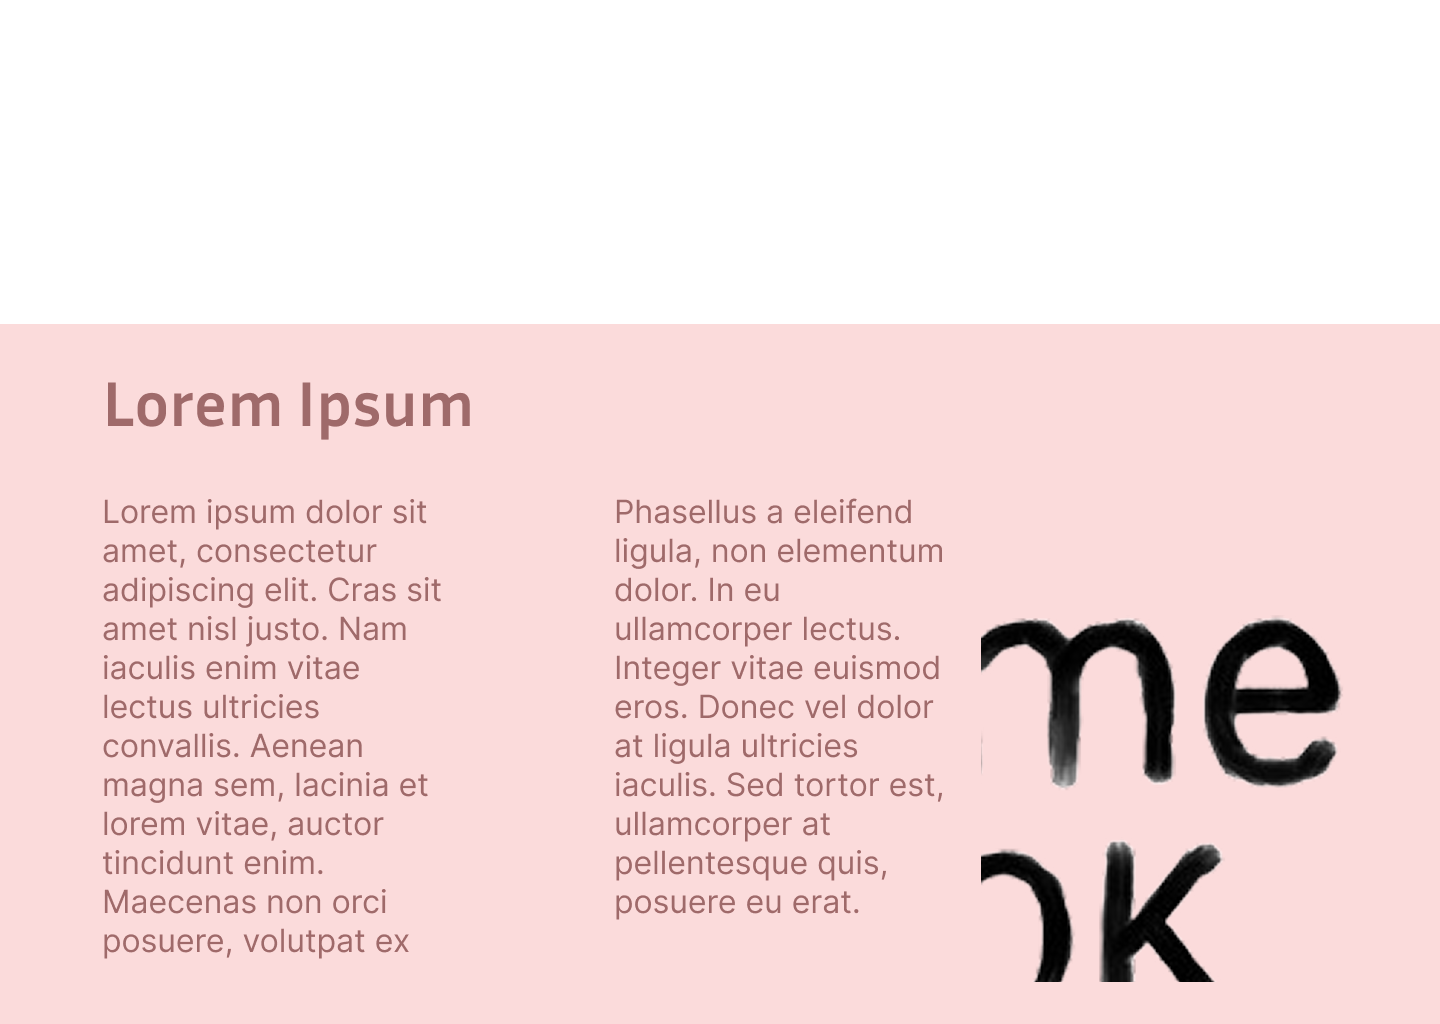 Lorem Ipsum
Lorem ipsum dolor sit
amet, consectetur
adipiscing elit. Cras sit
amet nisl justo. Nam
iaculis enim vitae
lectus ultricies
convallis. Aenean
magna sem, lacinia et
lorem vitae, auctor
tincidunt enim.
Maecenas non orci
posuere, volutpat ex
Phasellus a eleifend
ligula, non elementum
dolor. In eu
ullamcorper lectus.
Integer vitae euismod
eros. Donec vel dolor
at ligula ultricies
iaculis. Sed tortor est,
ullamcorper at
pellentesque quis,
posuere eu erat.
me